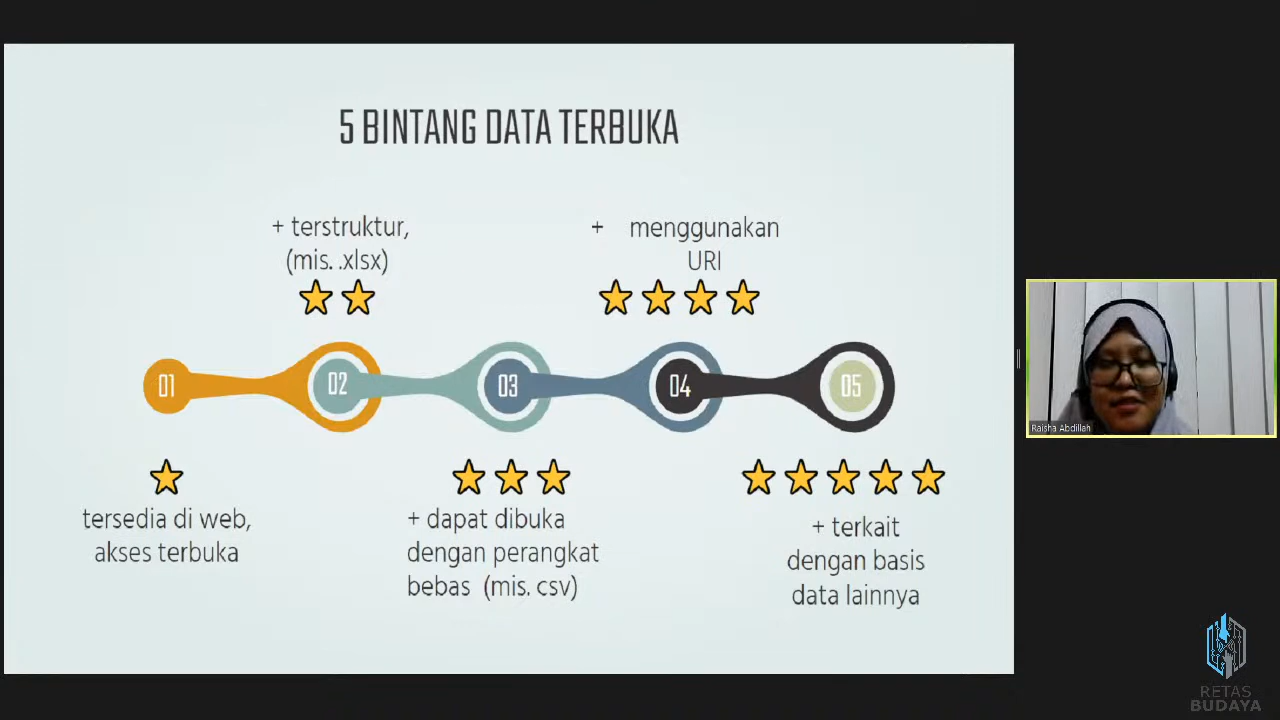 5 BINTANG DATA TERBUKA
+ terstruktur,
(mis. .xlsx)
+ menggunakan
URI
01
02
03
04
05
tersedia di web,
akses terbuka
+ dapat dibuka
dengan perangkat
bebas (mis. csv)
+ terkait
dengan basis
data lainnya
Raisha Abdillah
RETAS
BUDAYA